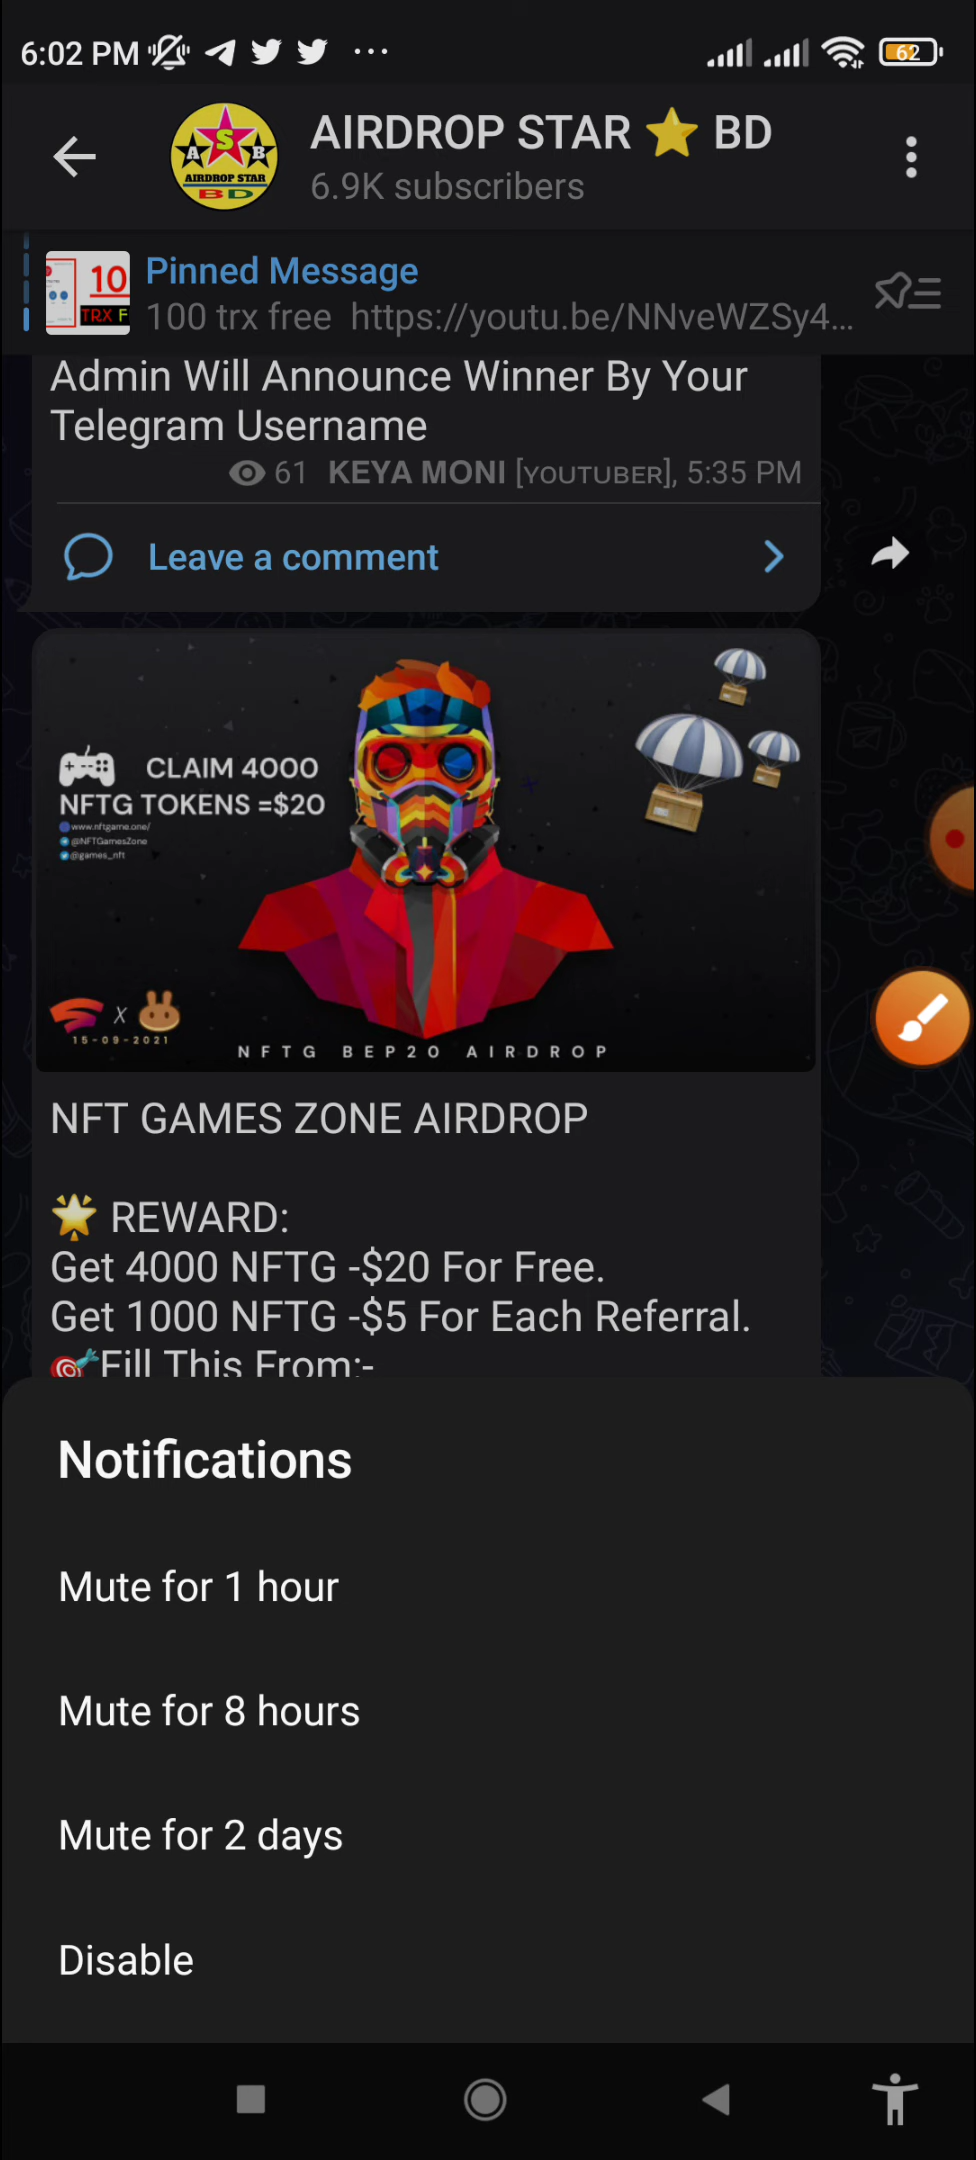 6:02 PM
62
A S B
AIRDROP STAR
BD
AIRDROP STAR ⭐ BD
6.9K subscribers
10
TRX F
Pinned Message
100 trx free https://youtu.be/NNveWZSy4...
Admin Will Announce Winner By Your
Telegram Username
61 KEYA MONI [YOUTUBER], 5:35 PM
Leave a comment
CLAIM 4000
NFTG TOKENS =$20
www.nftgame.one/
@NFTGamesZone
@games_nft
X
15-09-2021
NFTG BEP20 AIRDROP
NFT GAMES ZONE AIRDROP
🌟 REWARD:
Get 4000 NFTG -$20 For Free.
Get 1000 NFTG -$5 For Each Referral.
🎯Fill This From:-
Notifications
Mute for 1 hour
Mute for 8 hours
Mute for 2 days
Disable